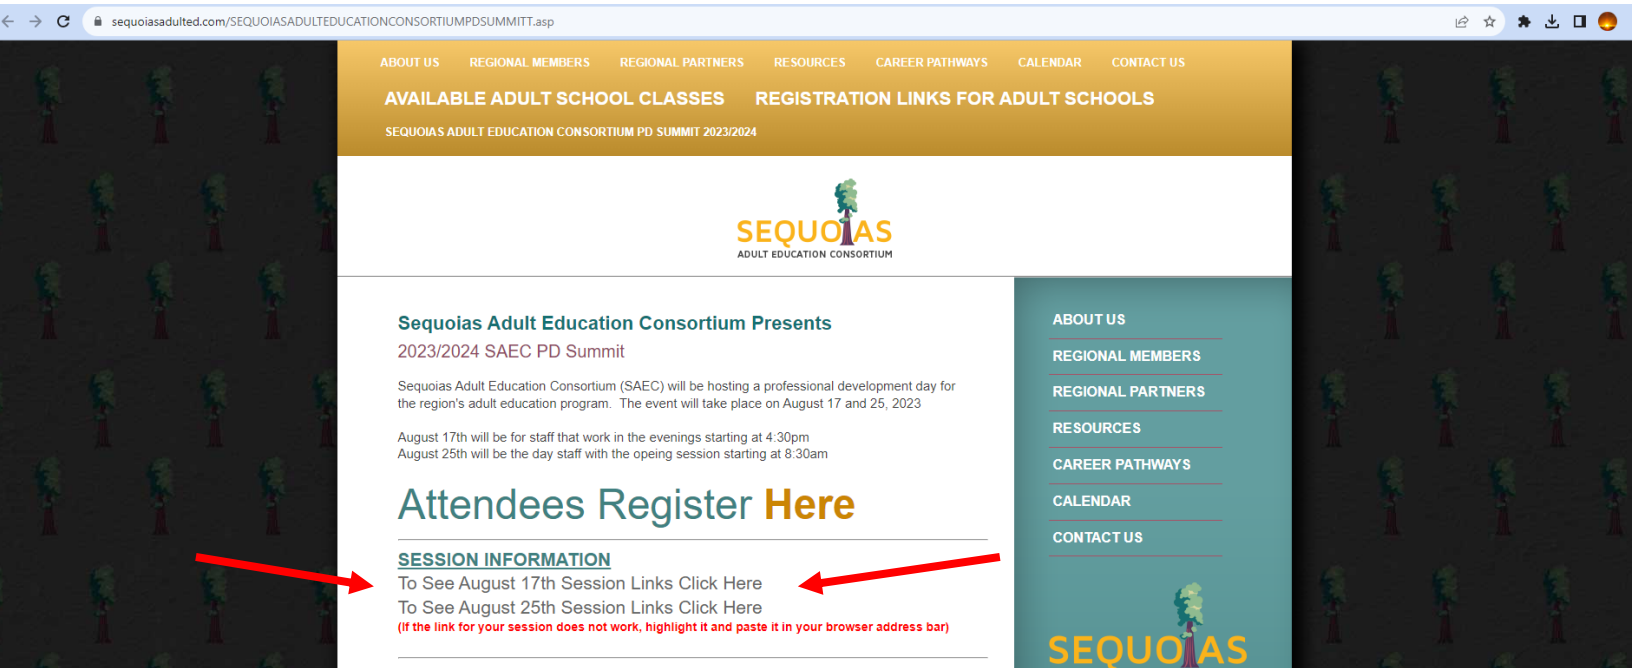 sequoiasadulted.com/SEQUOIASADULTEDUCATIONCONSORTIUMPDSUMMITT.asp
ABOUT US REGIONAL MEMBERS REGIONAL PARTNERS RESOURCES CAREER PATHWAYS CALENDAR CONTACT US
AVAILABLE ADULT SCHOOL CLASSES REGISTRATION LINKS FOR ADULT SCHOOLS
SEQUOIAS ADULT EDUCATION CONSORTIUM PD SUMMIT 2023/2024
SEQUOIAS
ADULT EDUCATION CONSORTIUM
Sequoias Adult Education Consortium Presents
2023/2024 SAEC PD Summit
Sequoias Adult Education Consortium (SAEC) will be hosting a professional development day for
the region's adult education program. The event will take place on August 17 and 25, 2023
August 17th will be for staff that work in the evenings starting at 4:30pm
August 25th will be the day staff with the opeing session starting at 8:30am
Attendees Register Here
SESSION INFORMATION
To See August 17th Session Links Click Here
To See August 25th Session Links Click Here
(If the link for your session does not work, highlight it and paste it in your browser address bar)
ABOUT US
REGIONAL MEMBERS
REGIONAL PARTNERS
RESOURCES
CAREER PATHWAYS
CALENDAR
CONTACT US
SEQUOIAS